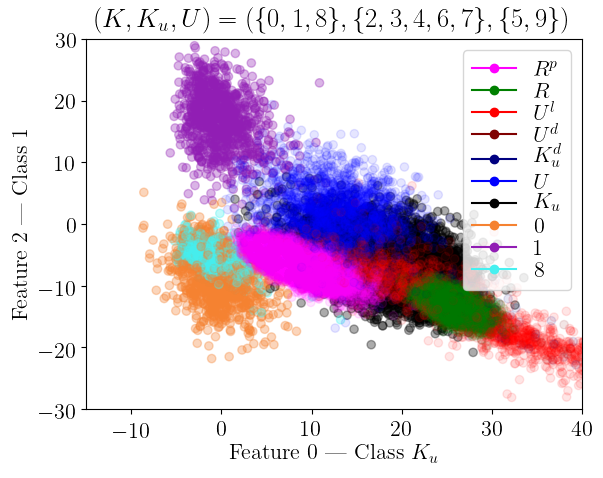 (K, K_u, U) = ({0, 1, 8}, {2, 3, 4, 6, 7}, {5, 9})
30
20
10
0
−10
−20
−30
Feature 2 — Class 1
R^p
R
U^l
U^d
K_u^d
U
K_u
0
1
8
−10 0 10 20 30 40
Feature 0 — Class K_u